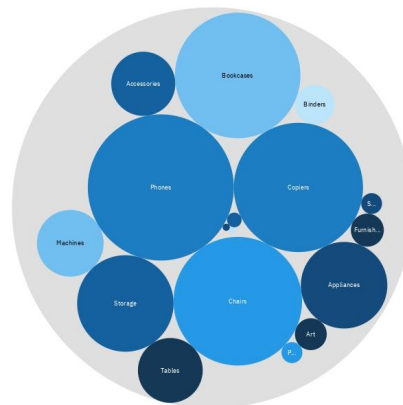 Bookcases
Accessories
Binders
Phones
Copiers
S...
Furnish...
Machines
Appliances
Storage
Chairs
Art
P...
Tables